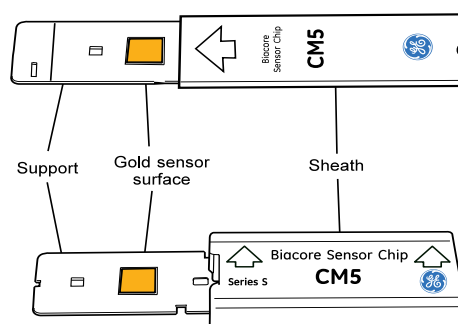 Biacore
Sensor Chip
CM5
Support
Gold sensor
surface
Sheath
Biacore Sensor Chip
Series S
CM5